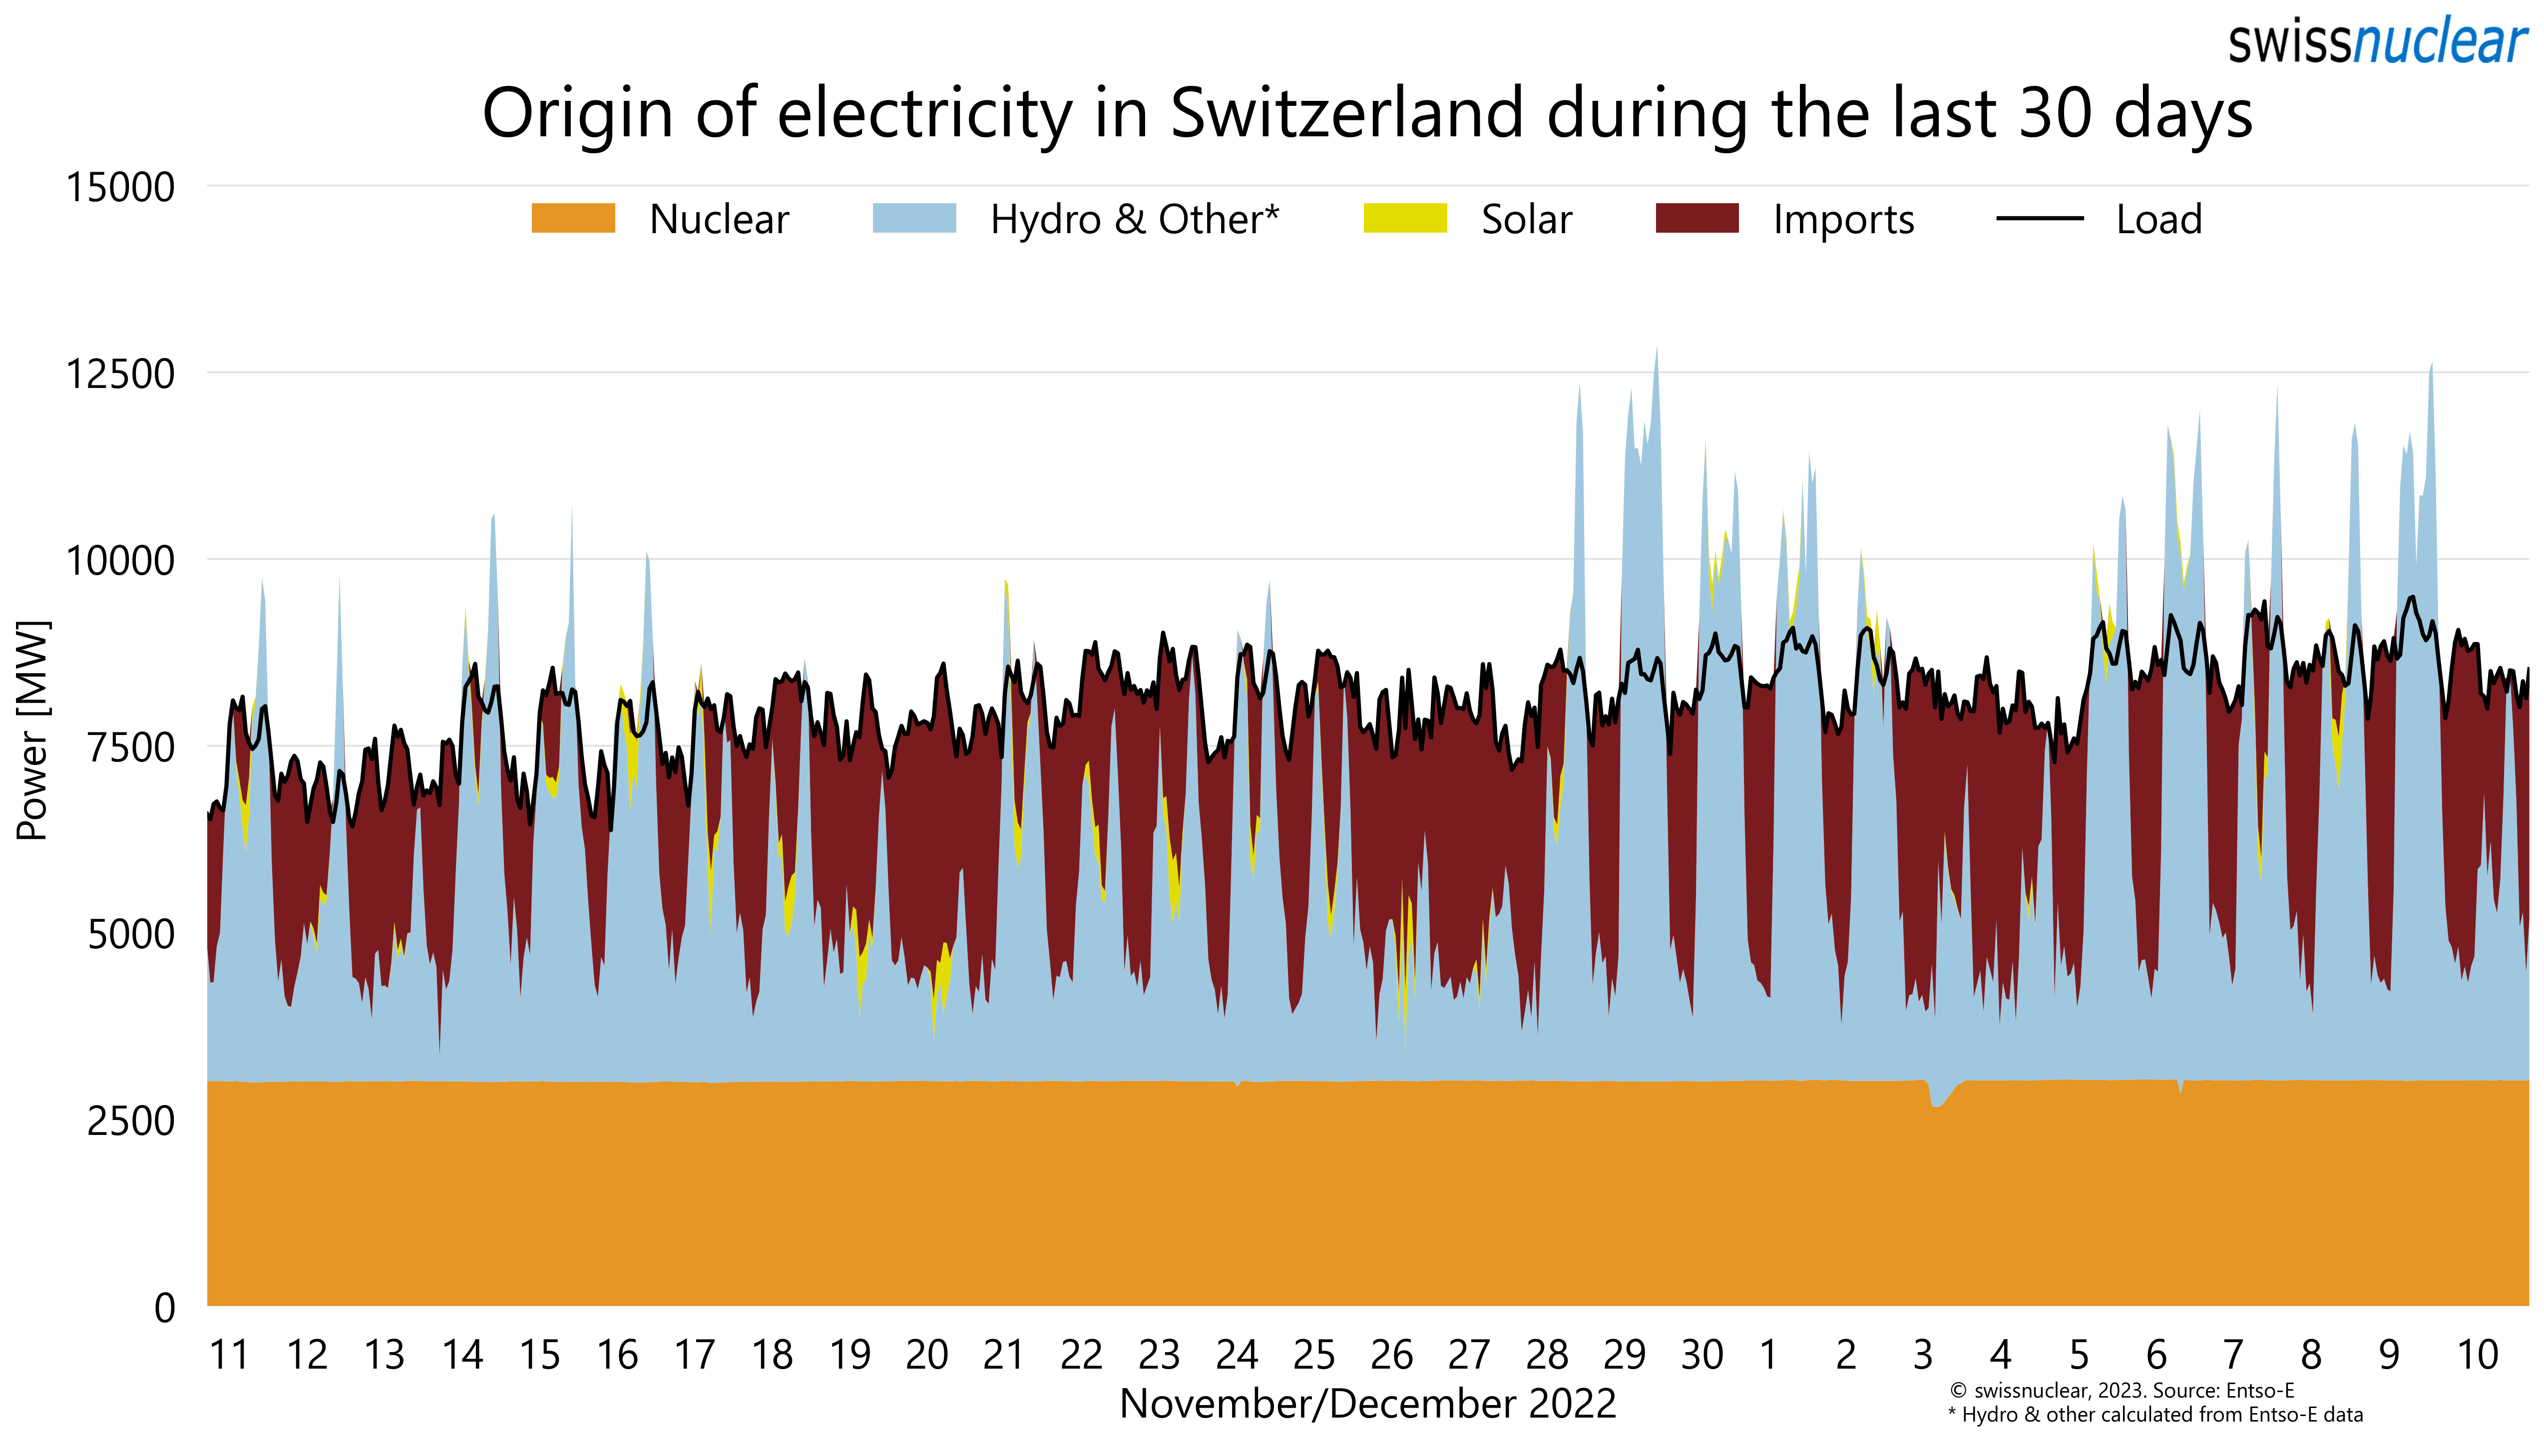 swissnuclear
Origin of electricity in Switzerland during the last 30 days
15000
Nuclear Hydro & Other* Solar Imports Load
12500
10000
7500
5000
2500
0
Power [MW]
11 12 13 14 15 16 17 18 19 20 21 22 23 24 25 26 27 28 29 30 1 2 3 4 5 6 7 8 9 10
November/December 2022
© swissnuclear, 2023. Source: Entso-E
* Hydro & other calculated from Entso-E data